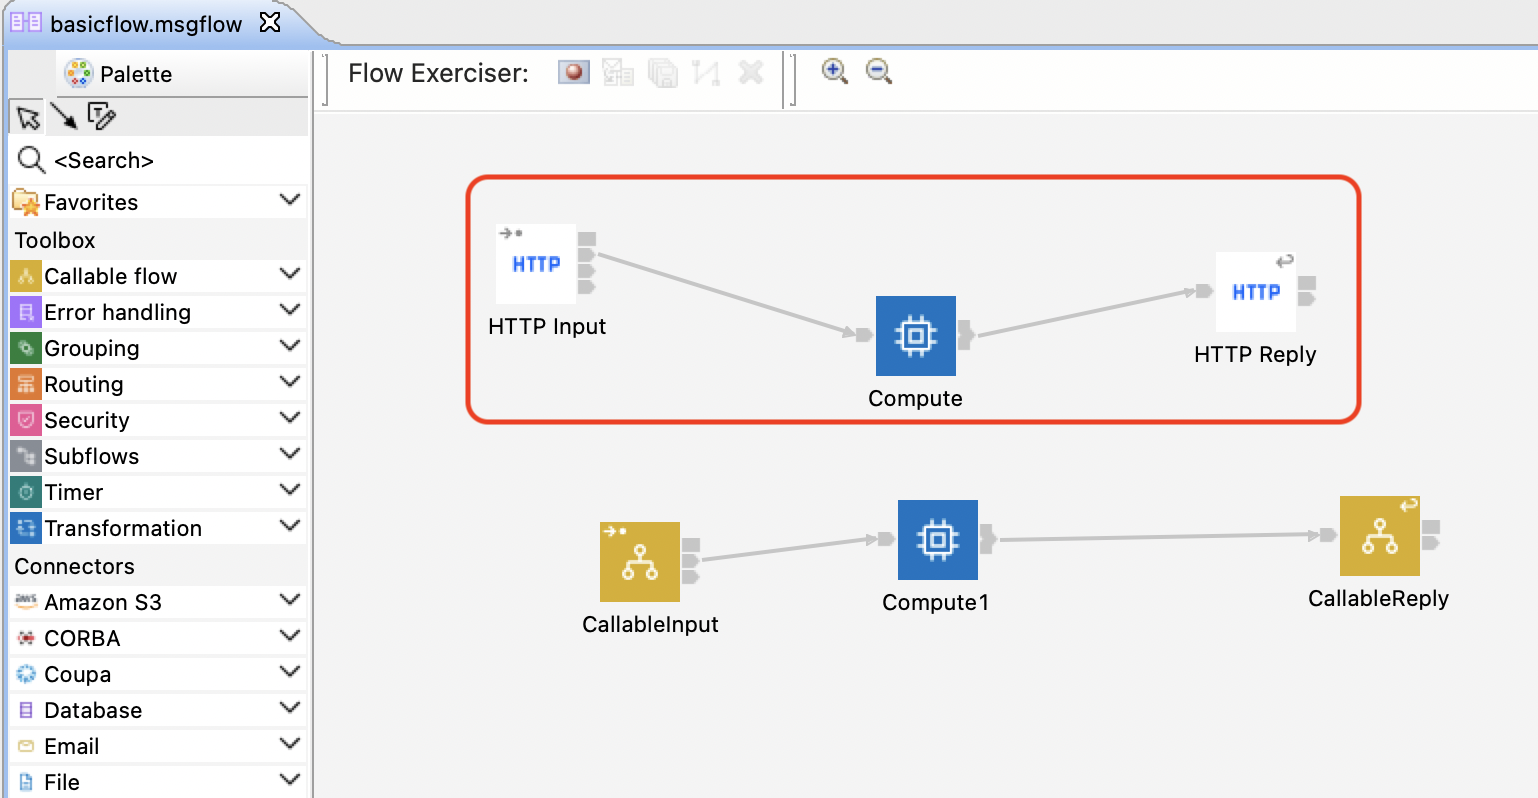 basicflow.msgflow
Palette
Flow Exerciser:
<Search>
Favorites
Toolbox
Callable flow
Error handling
Grouping
Routing
Security
Subflows
Timer
Transformation
Connectors
aws Amazon S3
CORBA
Coupa
Database
Email
File
HTTP
HTTP Input
Compute
HTTP
HTTP Reply
CallableInput
Compute1
CallableReply